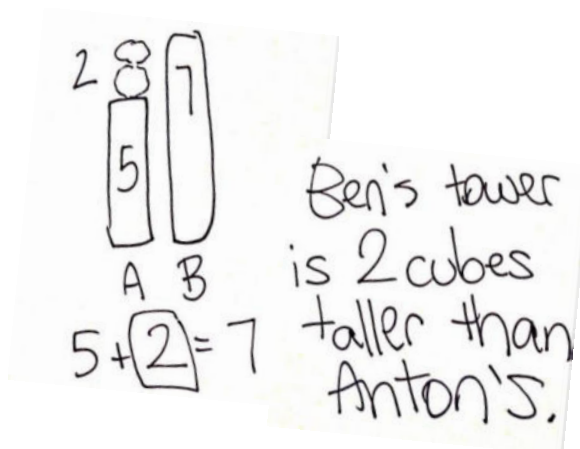 2
7
5
A B
5+2=7
Ben's tower
is 2 cubes
taller than
Anton's.